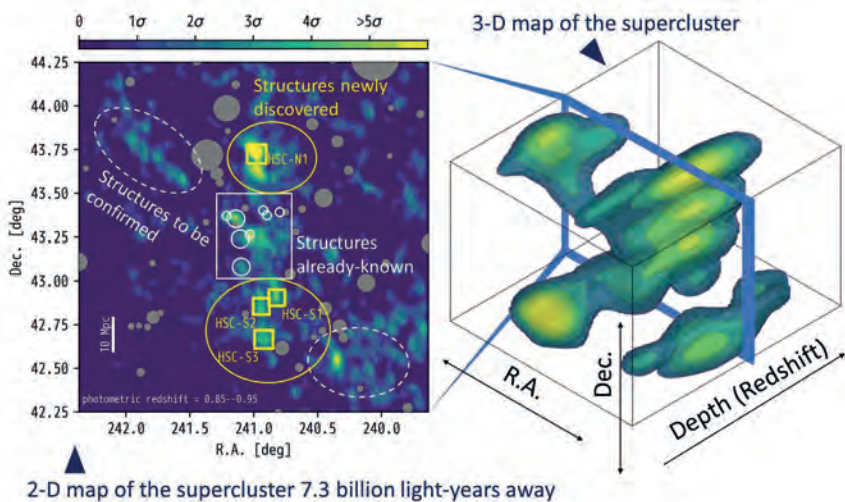 0 1σ 2σ 3σ 4σ >5σ
3-D map of the supercluster
44.25
44.00
43.75
43.50
43.25
43.00
42.75
42.50
42.25
Dec. [deg]
Structures newly
discovered
HSC-N1
Structures to be
confirmed
Structures
already-known
HSC-S1
HSC-S2
HSC-S3
10 Mpc
photometric redshift = 0.85--0.95
242.0 241.5 241.0 240.5 240.0
R.A. [deg]
R.A.
Dec.
Depth (Redshift)
2-D map of the supercluster 7.3 billion light-years away